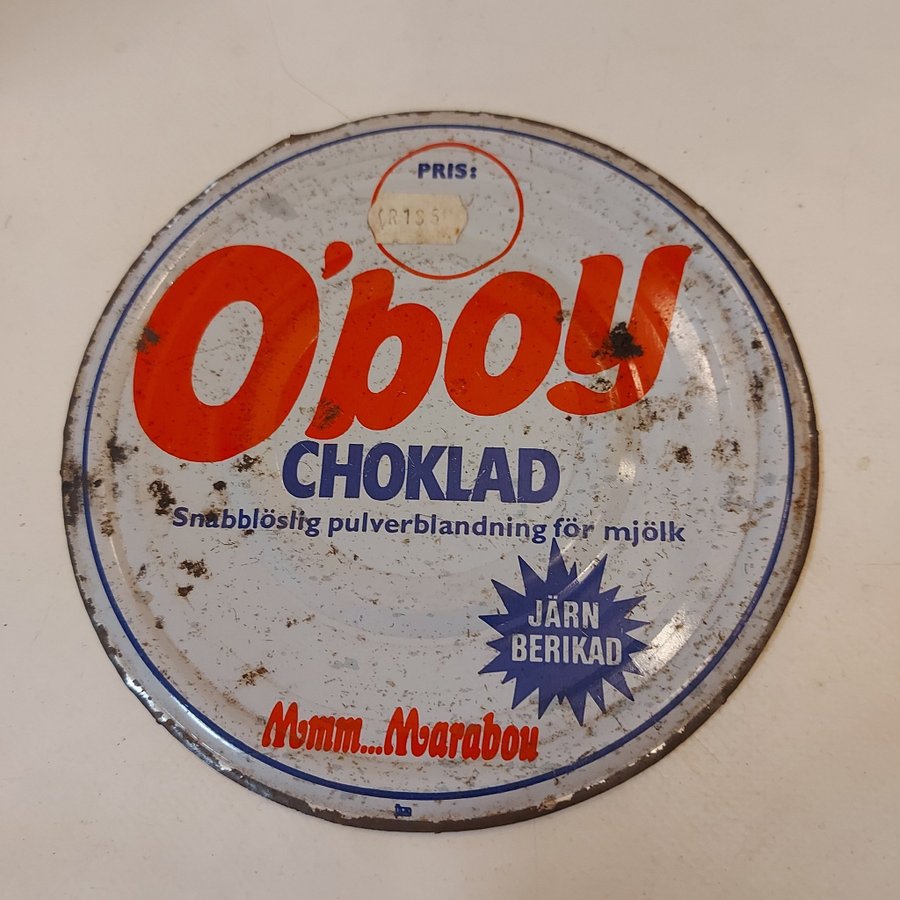 PRIS:
O'boy
CHOKLAD
Snabblöslig pulverblandning för mjölk
JÄRN
BERIKAD
Mmm...Marabou